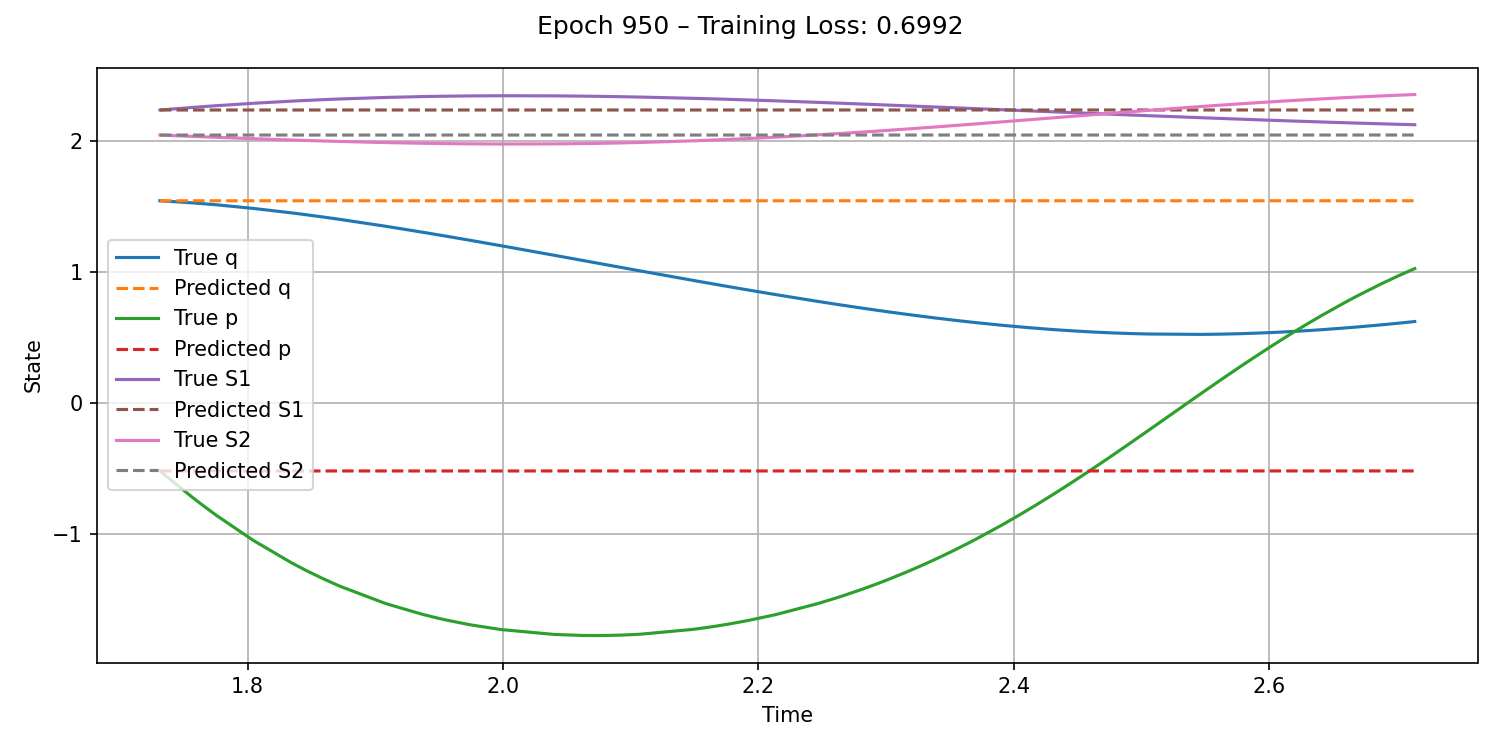 Epoch 950 – Training Loss: 0.6992
2
1
0
−1
State
True q
Predicted q
True p
Predicted p
True S1
Predicted S1
True S2
Predicted S2
1.8 2.0 2.2 2.4 2.6
Time